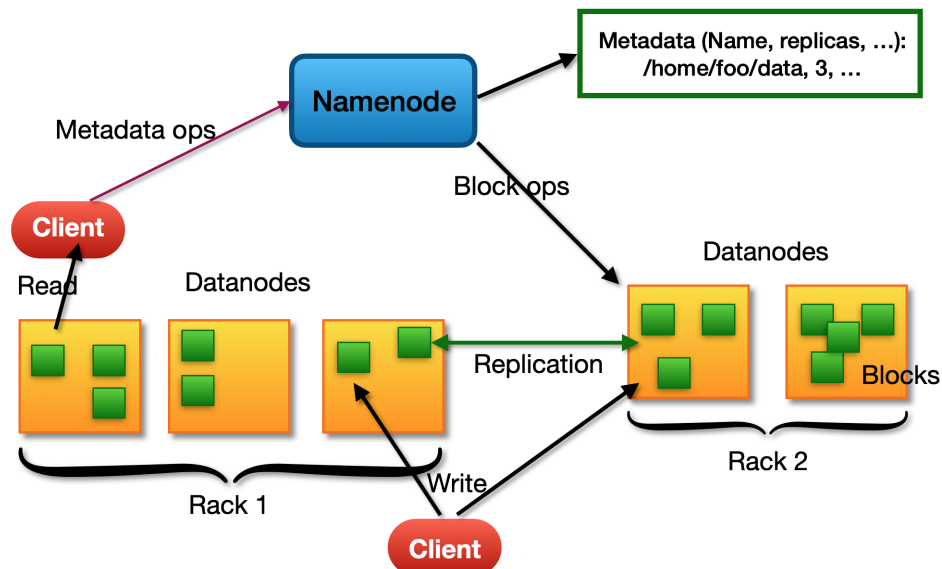 Metadata (Name, replicas, …):
/home/foo/data, 3, …
Namenode
Metadata ops
Block ops
Client
Read
Datanodes
Datanodes
Replication
Blocks
Write
Rack 1
Rack 2
Client